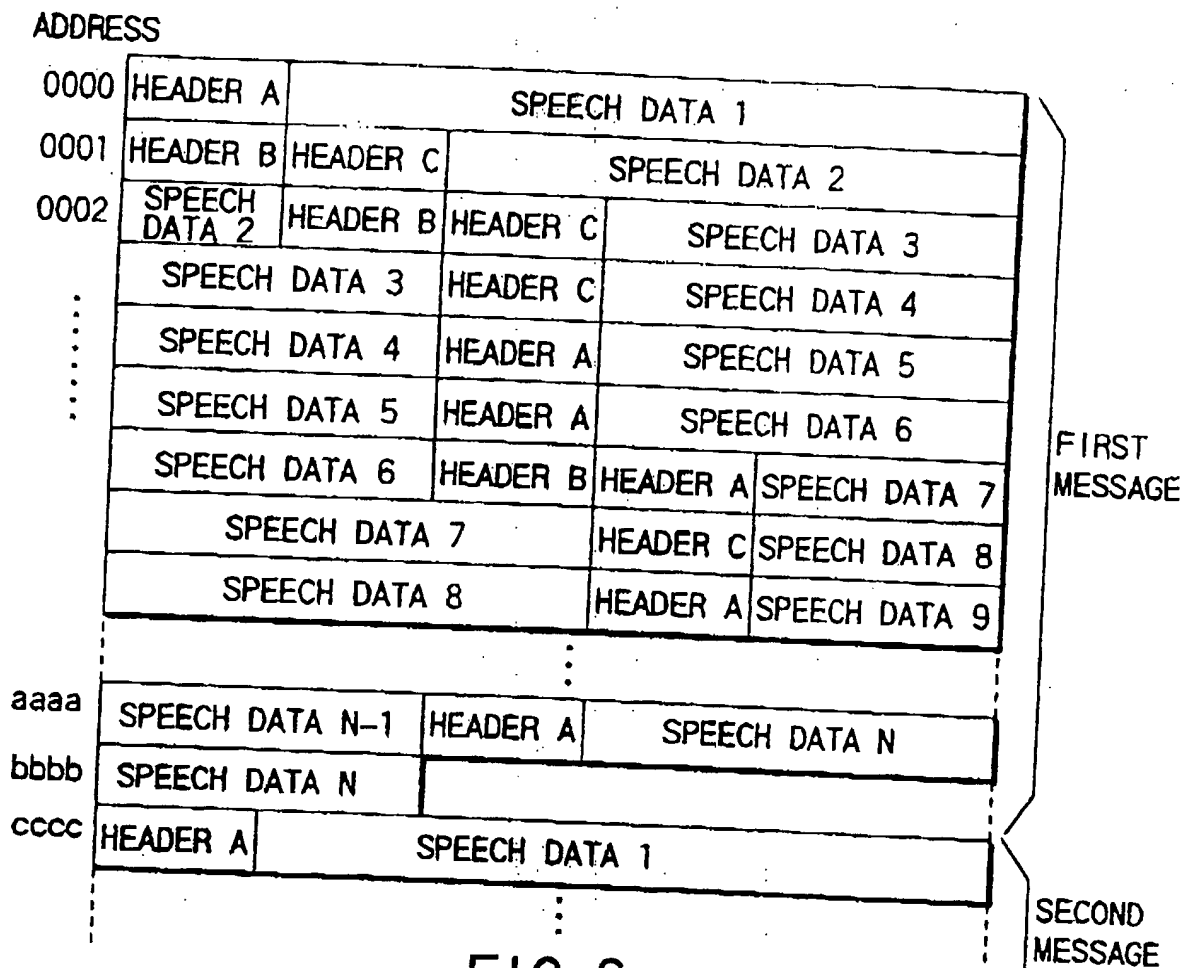 ADDRESS
0000 HEADER A SPEECH DATA 1
0001 HEADER B HEADER C SPEECH DATA 2
0002 SPEECH DATA 2 HEADER B HEADER C SPEECH DATA 3
SPEECH DATA 3 HEADER C SPEECH DATA 4
SPEECH DATA 4 HEADER A SPEECH DATA 5
SPEECH DATA 5 HEADER A SPEECH DATA 6
SPEECH DATA 6 HEADER B HEADER A SPEECH DATA 7
SPEECH DATA 7 HEADER C SPEECH DATA 8
SPEECH DATA 8 HEADER A SPEECH DATA 9
FIRST
MESSAGE
aaaa SPEECH DATA N-1 HEADER A SPEECH DATA N
bbbb SPEECH DATA N
cccc HEADER A SPEECH DATA 1
SECOND
MESSAGE